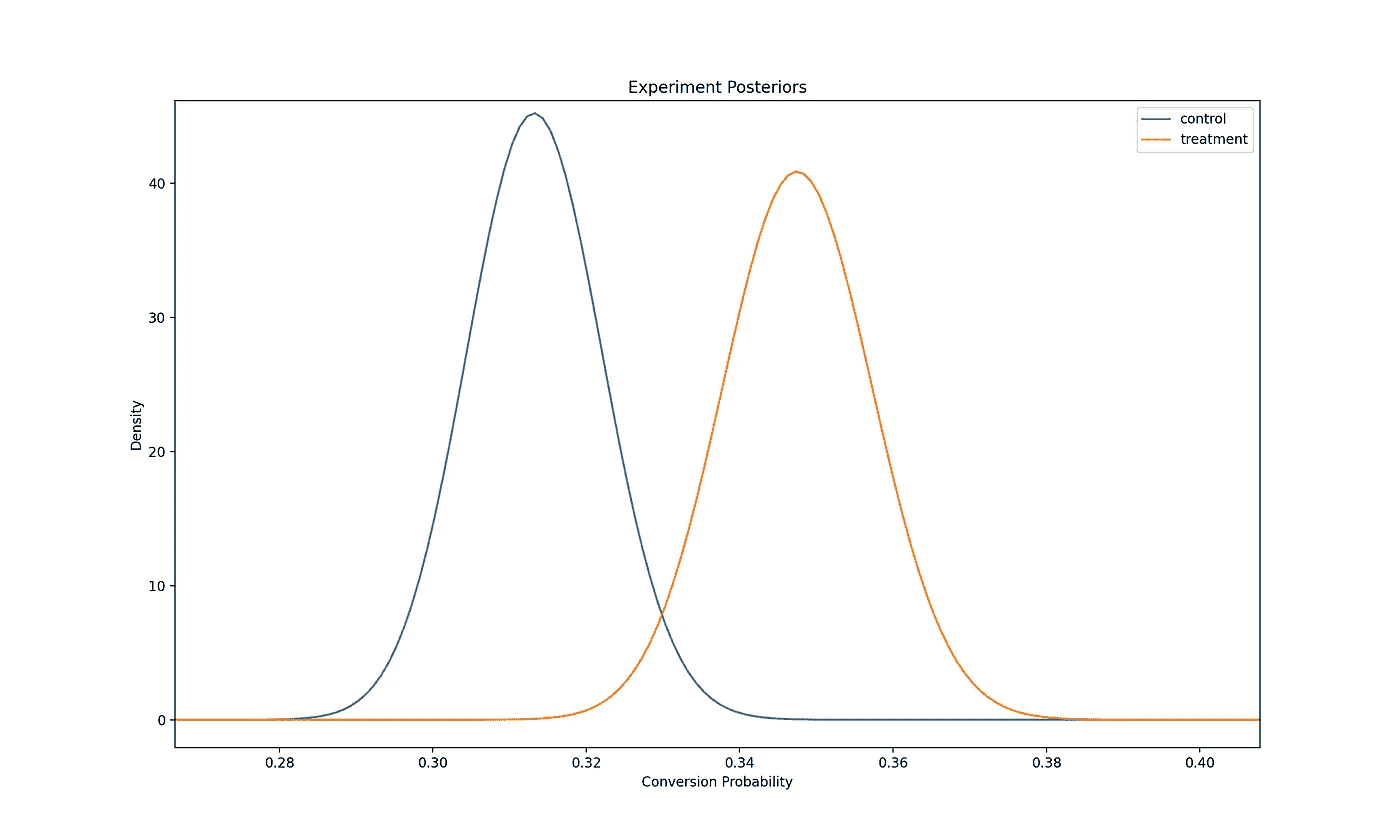 Experiment Posteriors
control
treatment
40
30
20
10
0
Density
0.28 0.30 0.32 0.34 0.36 0.38 0.40
Conversion Probability